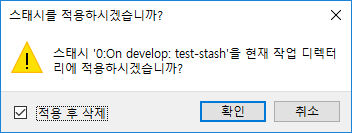 스태시를 적용하시겠습니까?
스태시 '0:On develop: test-stash'를 현재 작업 디렉터
리에 적용하시겠습니까?
적용 후 삭제
확인
취소